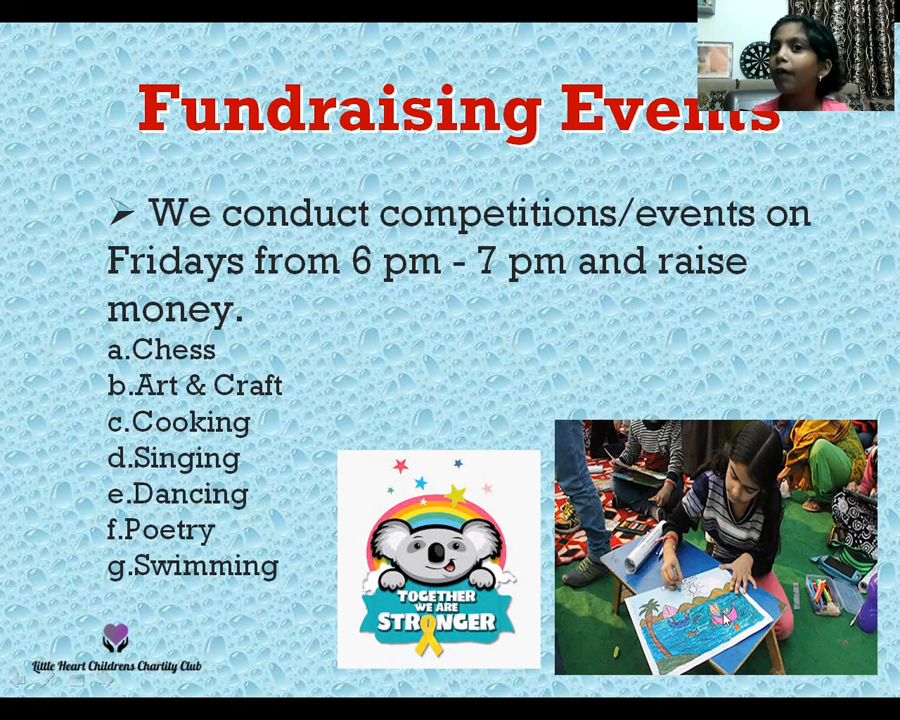 Fundraising Events
➢ We conduct competitions/events on
Fridays from 6 pm - 7 pm and raise
money.
a.Chess
b.Art & Craft
c.Cooking
d.Singing
e.Dancing
f.Poetry
g.Swimming
TOGETHER
WE ARE
STRONGER
Little Heart Childrens Chartity Club